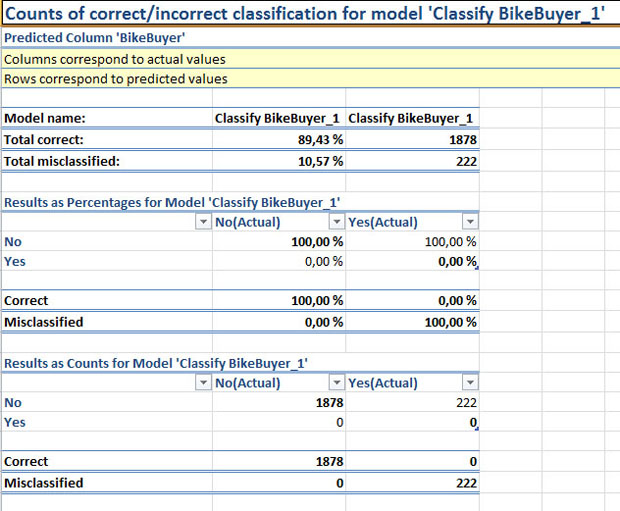 Counts of correct/incorrect classification for model 'Classify BikeBuyer_1'
Predicted Column 'BikeBuyer'
Columns correspond to actual values
Rows correspond to predicted values
Model name: Classify BikeBuyer_1 Classify BikeBuyer_1
Total correct: 89,43 % 1878
Total misclassified: 10,57 % 222
Results as Percentages for Model 'Classify BikeBuyer_1'
No(Actual) Yes(Actual)
No 100,00 % 100,00 %
Yes 0,00 % 0,00 %
Correct 100,00 % 0,00 %
Misclassified 0,00 % 100,00 %
Results as Counts for Model 'Classify BikeBuyer_1'
No(Actual) Yes(Actual)
No 1878 222
Yes 0 0
Correct 1878 0
Misclassified 0 222